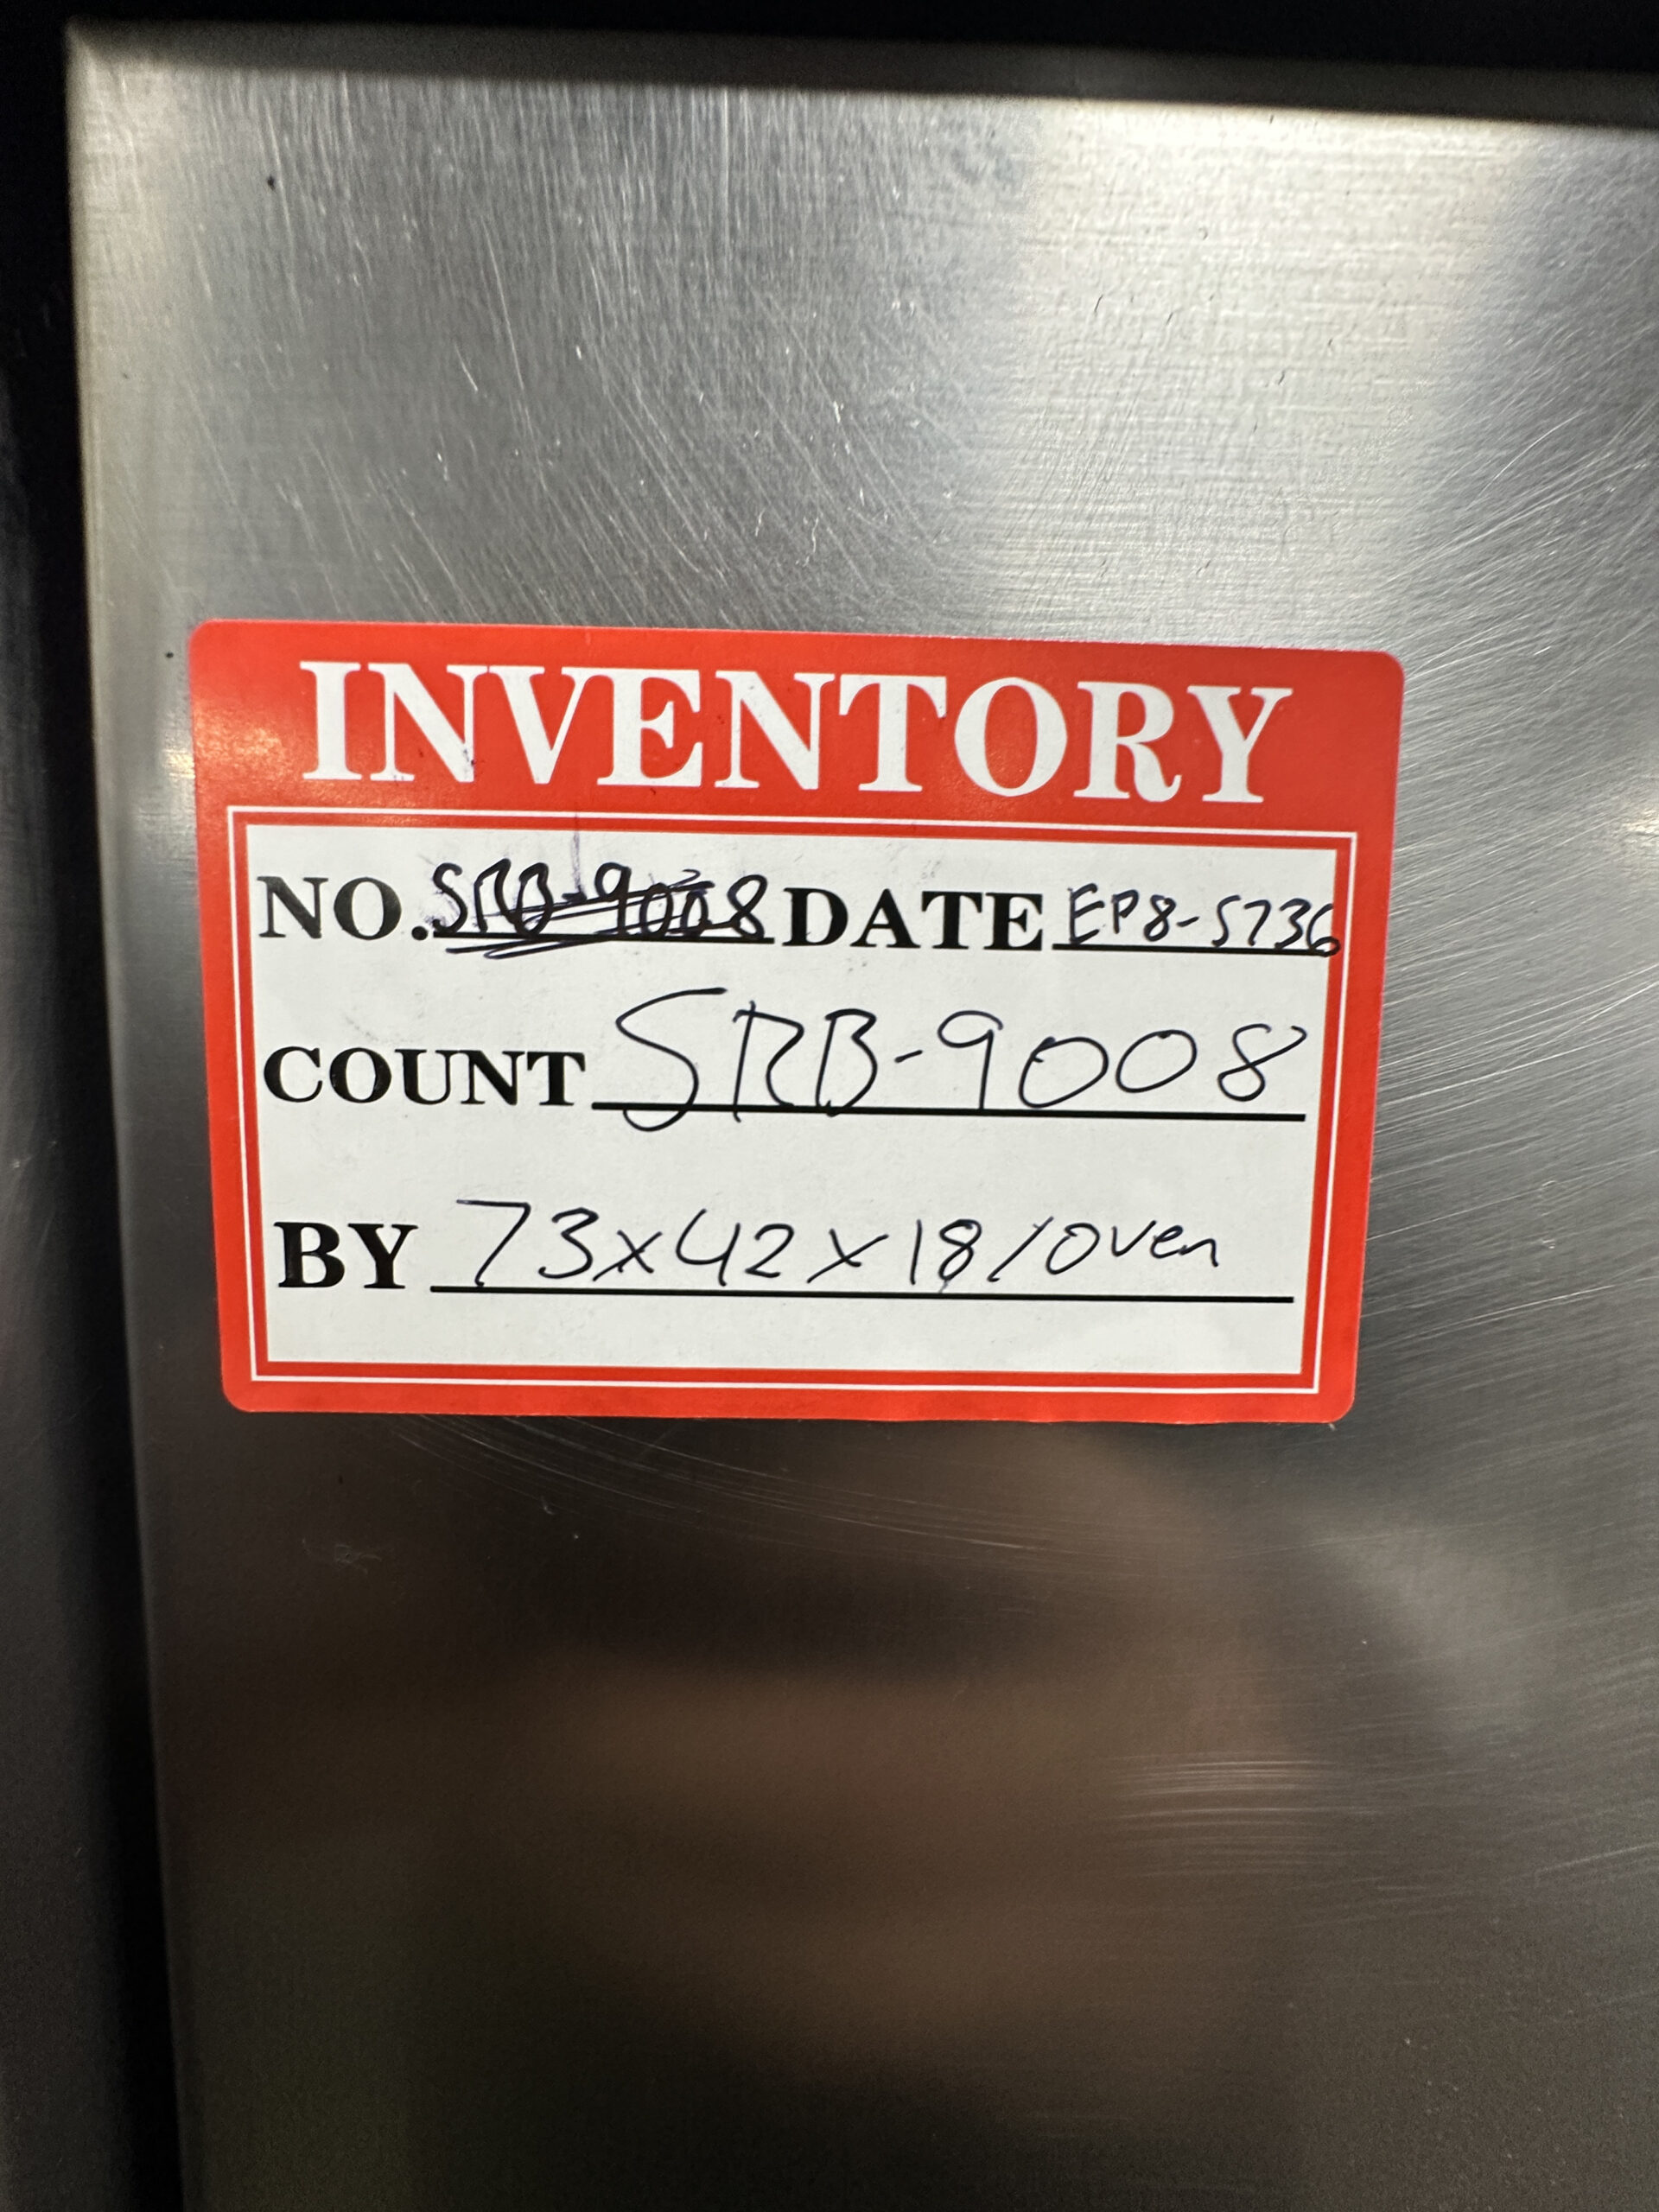 INVENTORY
NO. SRB-9008 DATE EP8-5736
COUNT SRB-9008
BY 73x42x18/oven